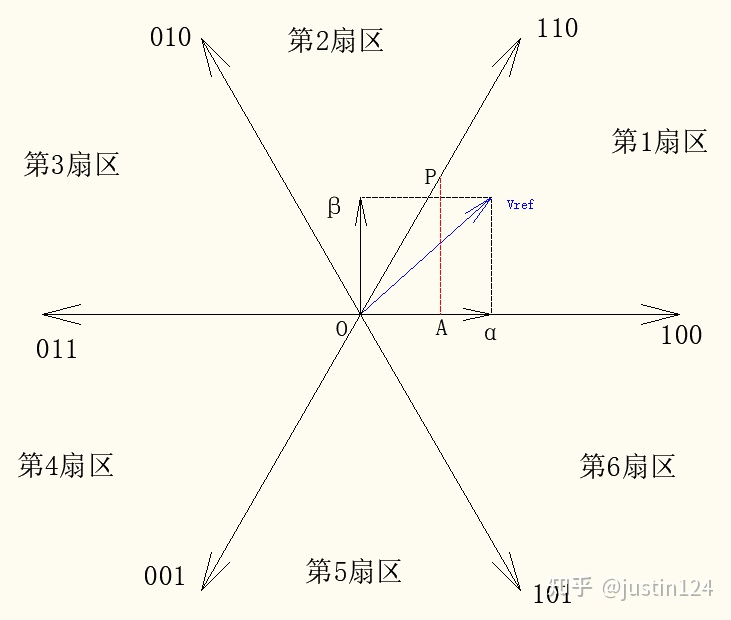 010
第2扇区
110
第3扇区
第1扇区
P
β
Vref
O
A
α
011
100
第4扇区
第6扇区
001
第5扇区
101
知乎 @justin124